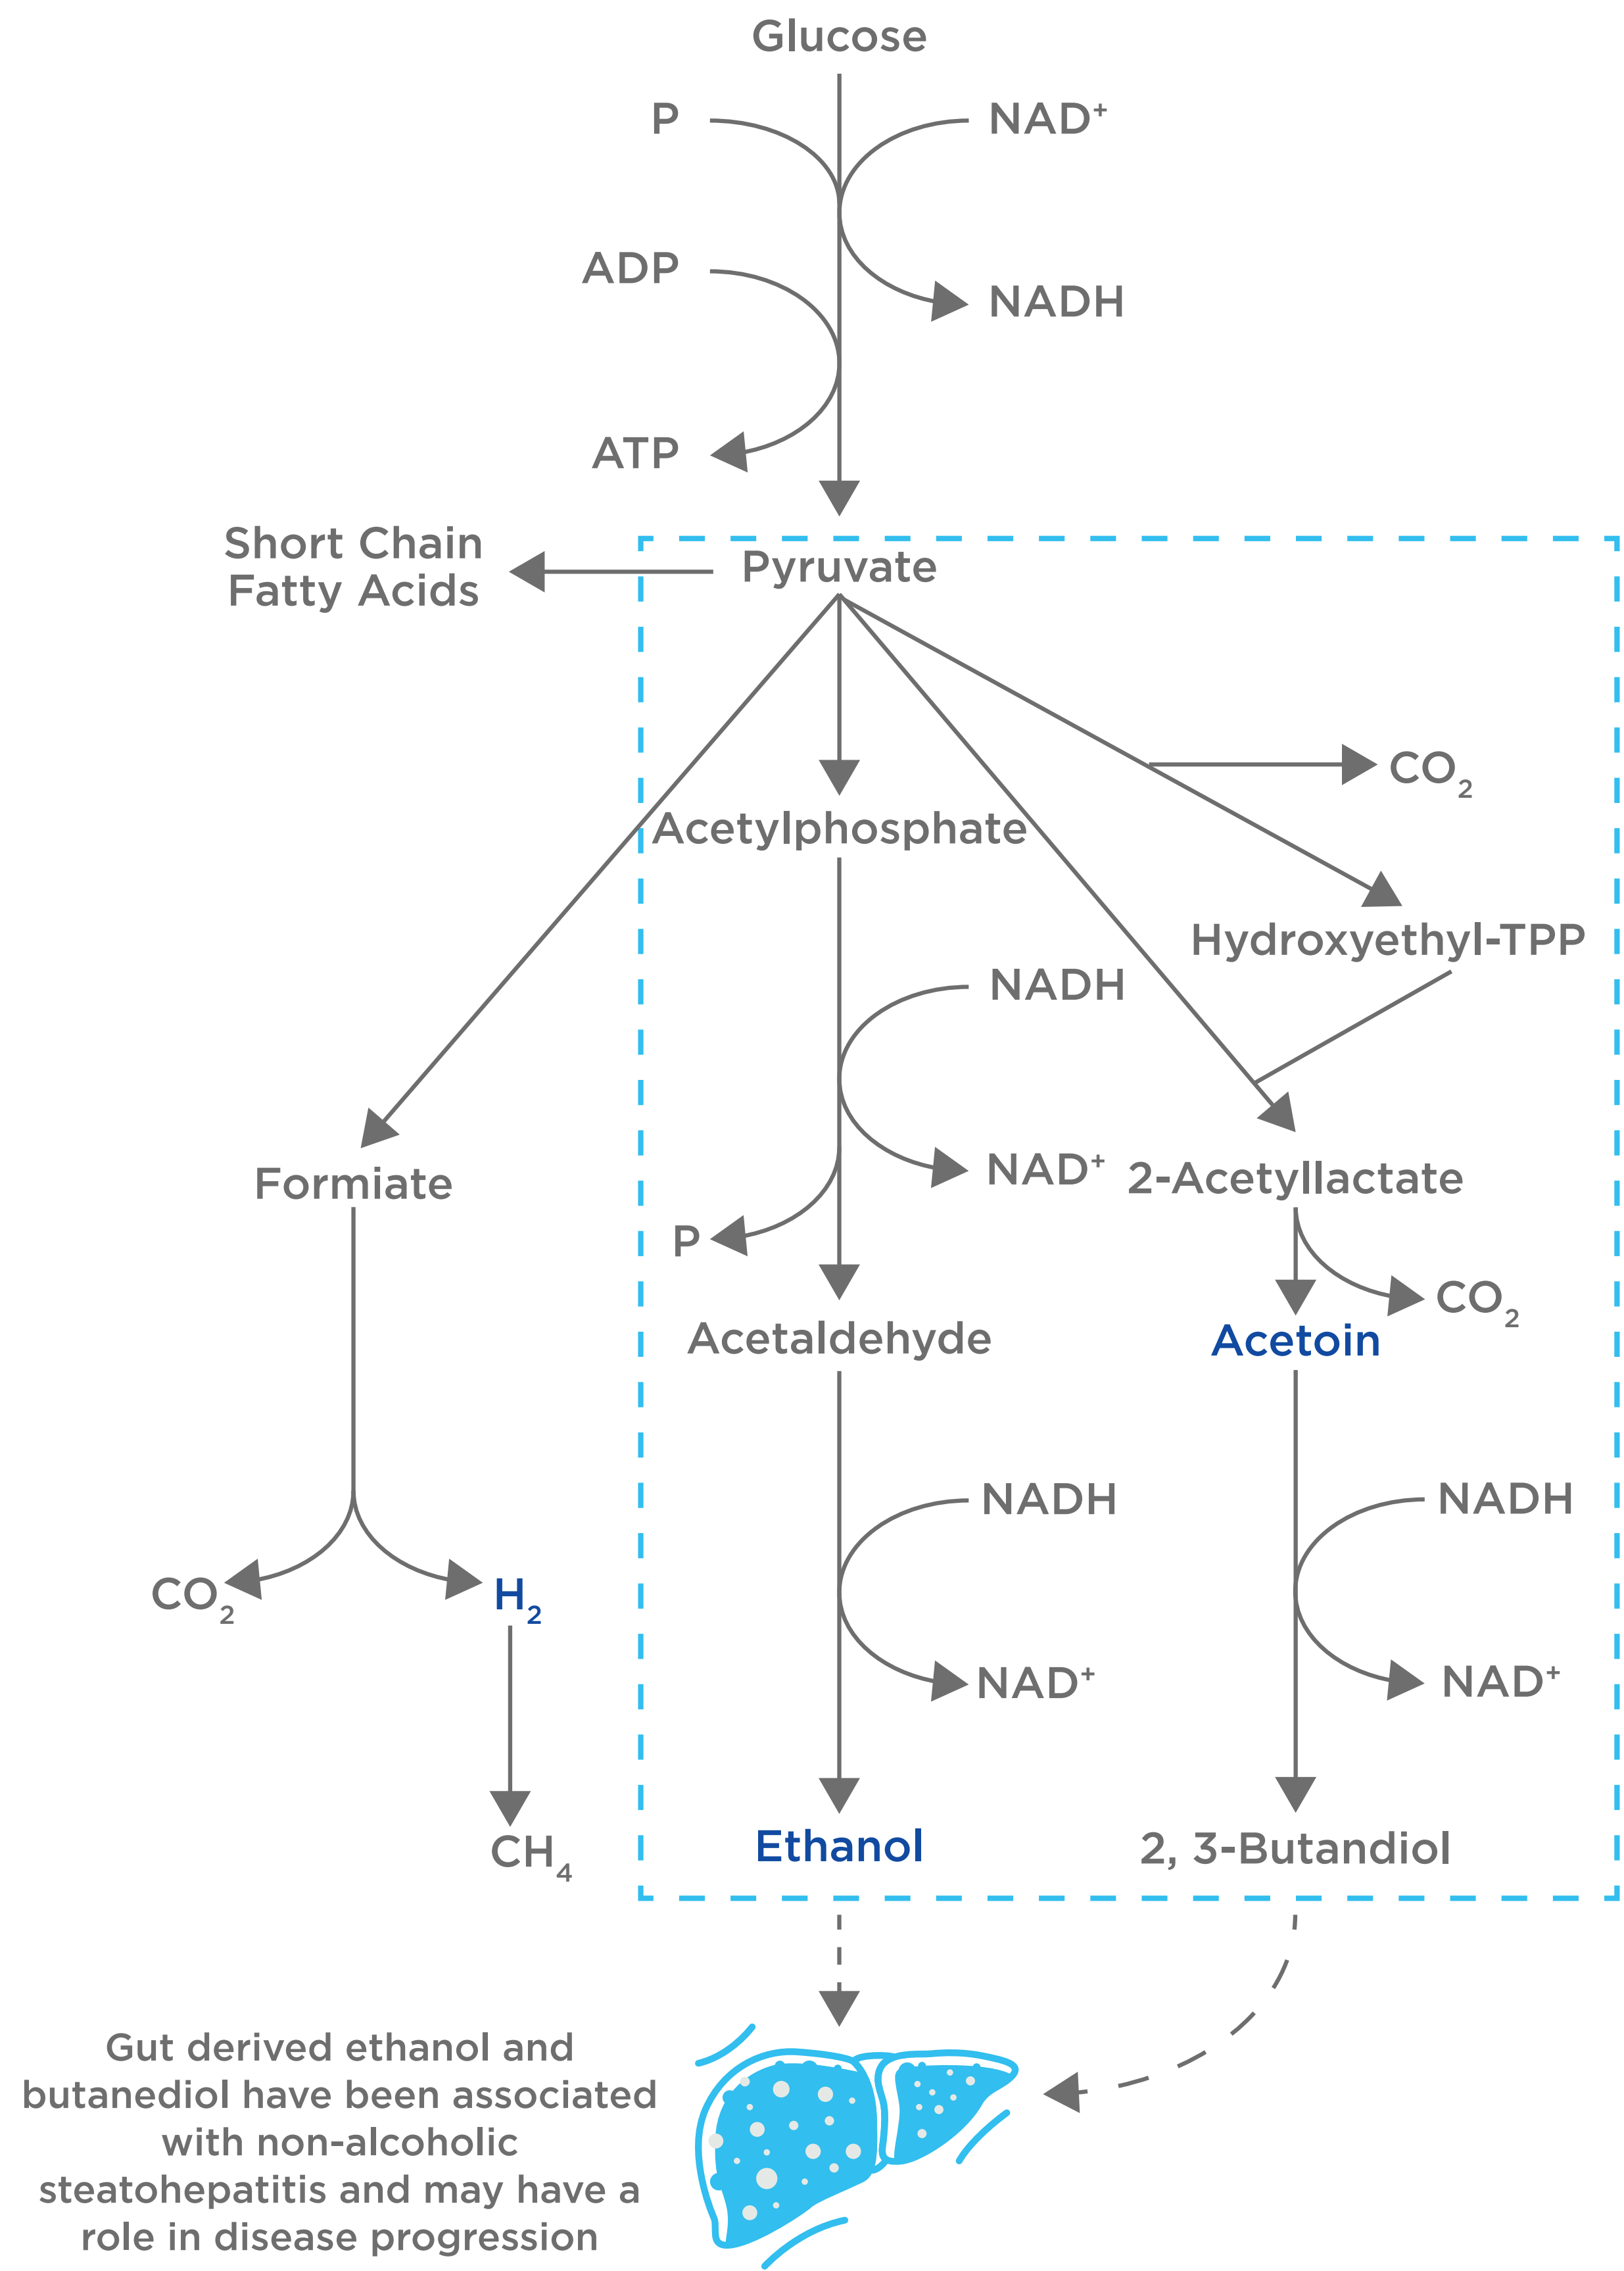 Glucose
P
NAD⁺
ADP
NADH
ATP
Short Chain
Fatty Acids
Pyruvate
CO₂
Acetylphosphate
Hydroxyethyl-TPP
NADH
NAD⁺
2-Acetyllactate
Formiate
P
CO₂
Acetaldehyde
Acetoin
NADH
NADH
CO₂
H₂
NAD⁺
NAD⁺
Ethanol
2, 3-Butandiol
CH₄
Gut derived ethanol and
butanediol have been associated
with non-alcoholic
steatohepatitis and may have a
role in disease progression